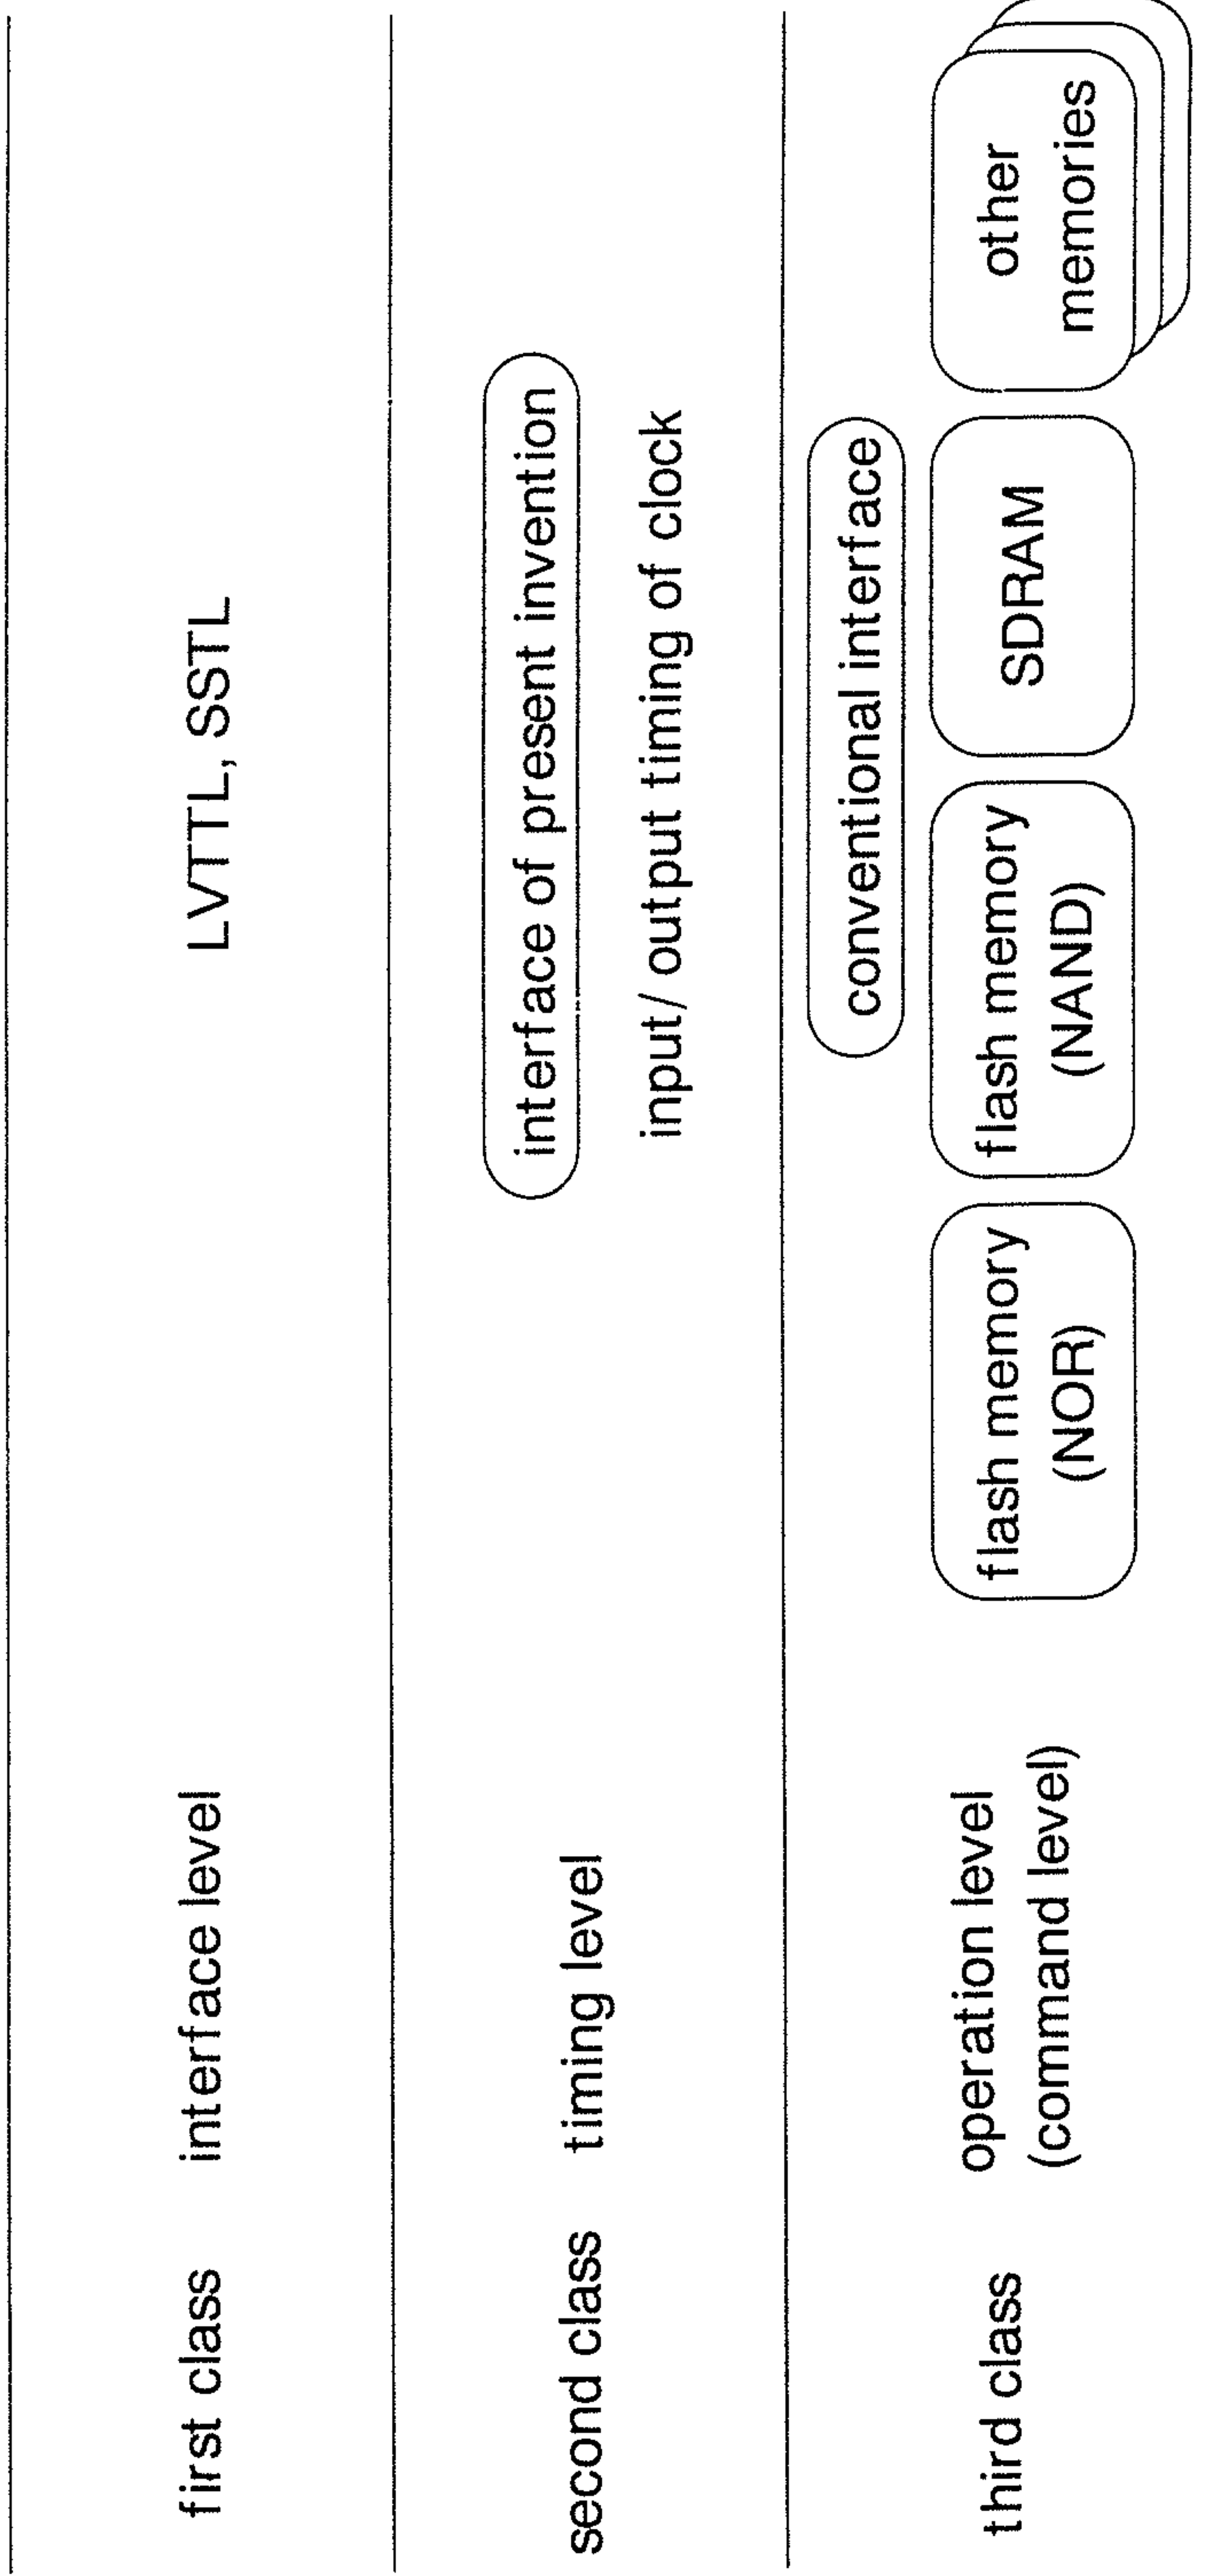 first class
interface level
LVTTL, SSTL
second class
timing level
interface of present invention
input/ output timing of clock
third class
operation level
(command level)
conventional interface
flash memory
(NOR)
flash memory
(NAND)
SDRAM
other
memories